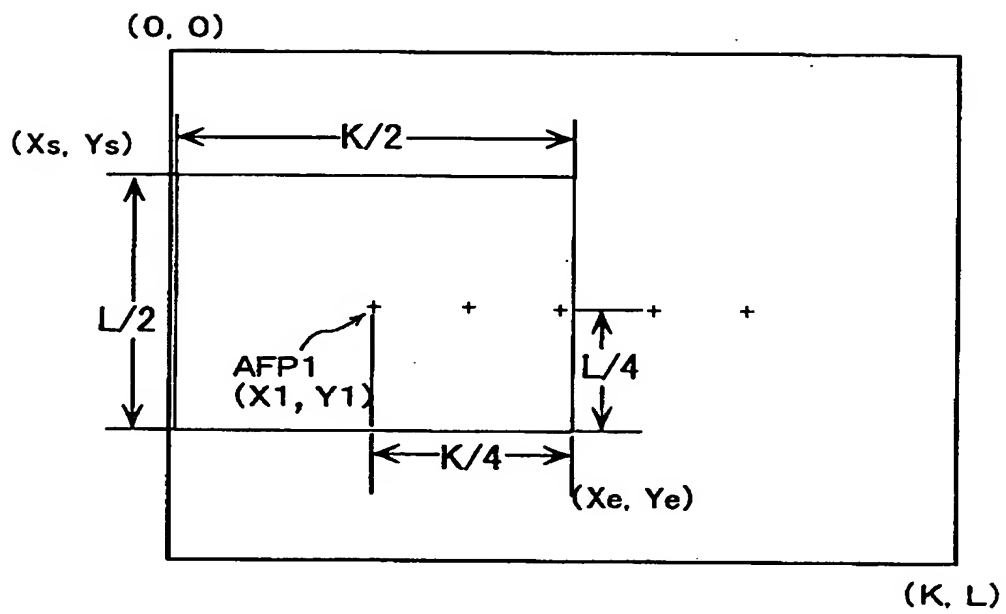 (0, 0)
(Xs, Ys)
K/2
L/2
AFP1
(X1, Y1)
L/4
K/4
(Xe, Ye)
(K, L)